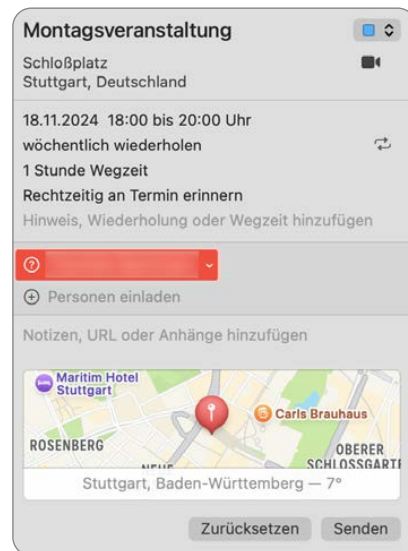 Montagsveranstaltung
Schloßplatz
Stuttgart, Deutschland
18.11.2024 18:00 bis 20:00 Uhr
wöchentlich wiederholen
1 Stunde Wegzeit
Rechtzeitig an Termin erinnern
Hinweis, Wiederholung oder Wegzeit hinzufügen
Personen einladen
Notizen, URL oder Anhänge hinzufügen
Maritim Hotel
Stuttgart
Carls Brauhaus
ROSENBERG
OBERER
SCHLOSSGARTE
Stuttgart, Baden-Württemberg — 7°
Zurücksetzen Senden